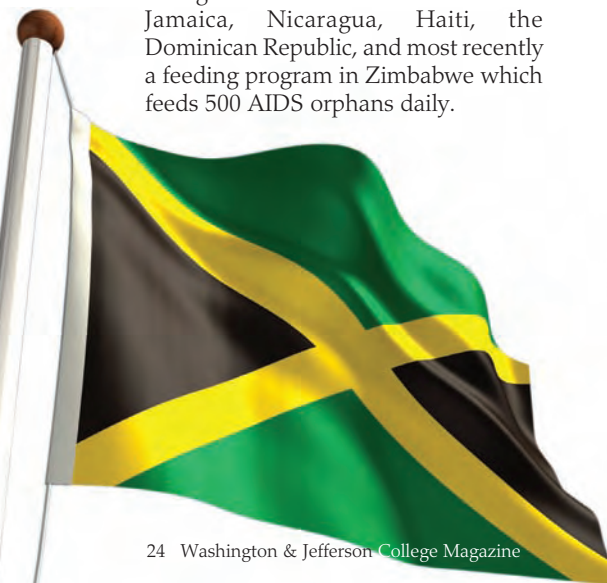 Jamaica, Nicaragua, Haiti, the
Dominican Republic, and most recently
a feeding program in Zimbabwe which
feeds 500 AIDS orphans daily.
24 Washington & Jefferson College Magazine